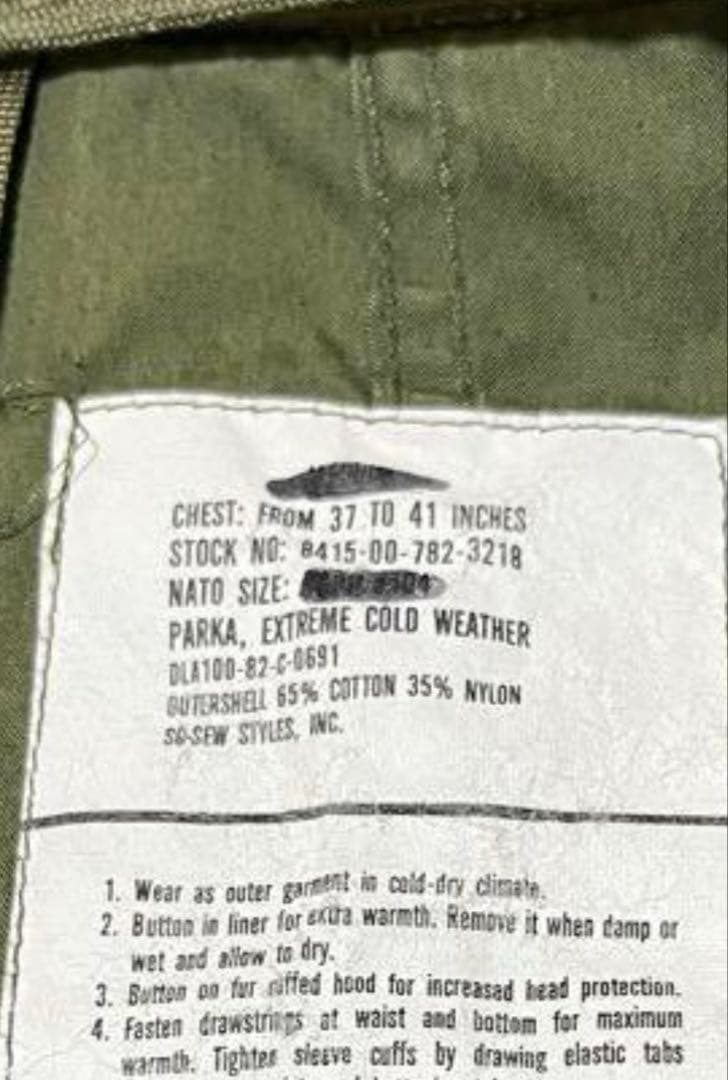 CHEST: FROM 37 TO 41 INCHES
STOCK NO: 8415-00-782-3218
NATO SIZE:
PARKA, EXTREME COLD WEATHER
DLA100-82-C-0691
OUTERSHELL 65% COTTON 35% NYLON
SO-SEW STYLES, INC.
1. Wear as outer garment in cold-dry climate.
2. Button in liner for extra warmth. Remove it when damp or
wet and allow to dry.
3. Button on fur ruffed hood for increased head protection.
4. Fasten drawstrings at waist and bottom for maximum
warmth. Tighten sleeve cuffs by drawing elastic tabs